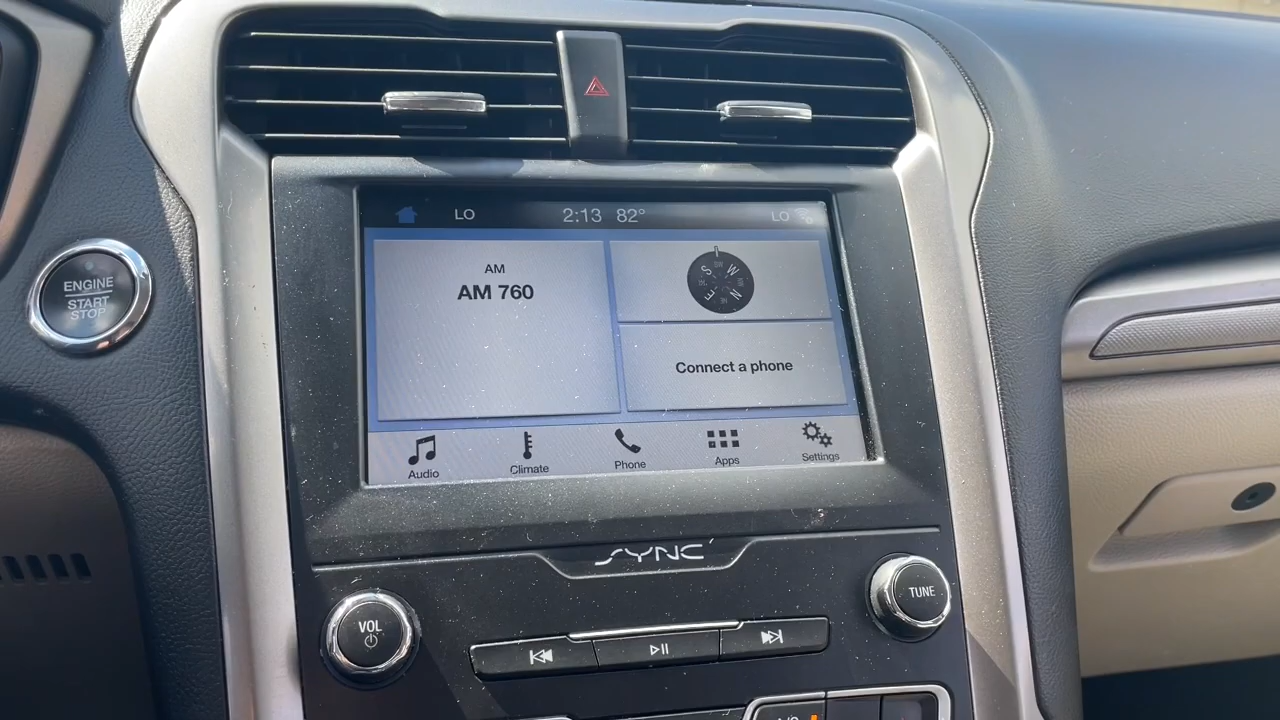 LO 2:13 82° LO
AM
AM 760
S SW W
N
E
Connect a phone
Audio Climate Phone Apps Settings
ENGINE
START
STOP
SYNC
VOL
TUNE